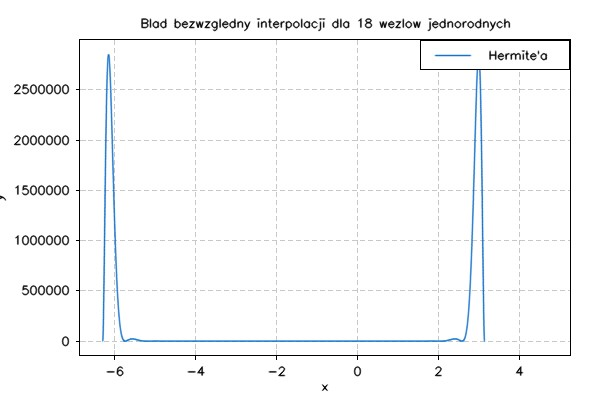 Blad bezwzgledny interpolacji dla 18 wezlow jednorodnych
Hermite'a
2500000
2000000
1500000
1000000
500000
0
−6 −4 −2 0 2 4
x